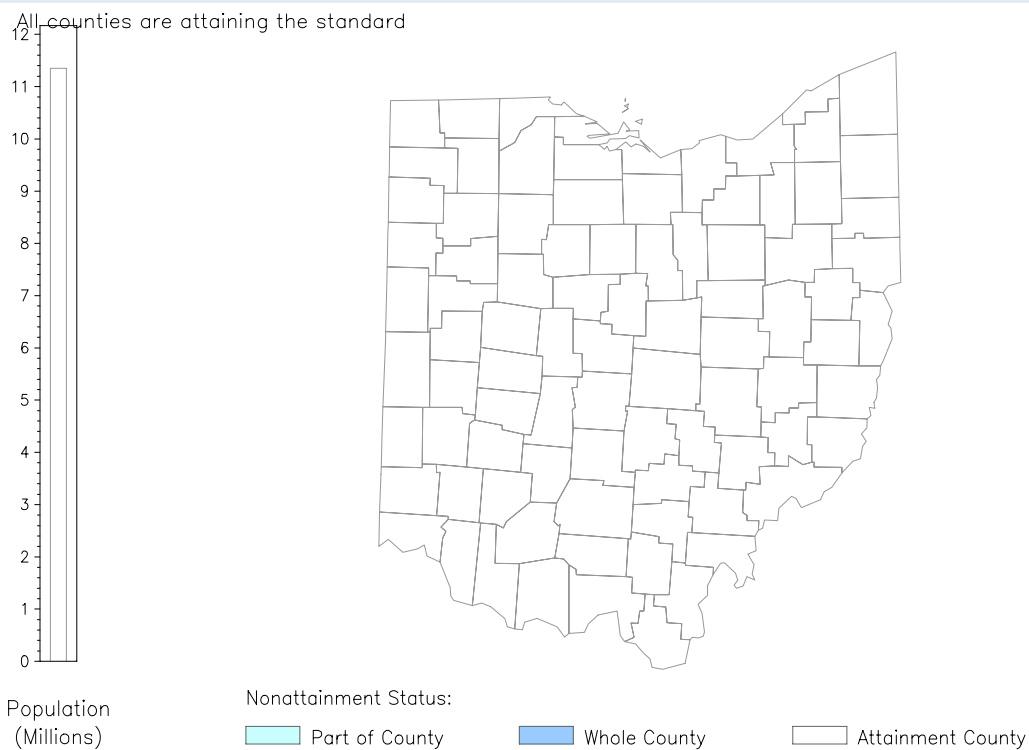 All counties are attaining the standard
12
11
10
9
8
7
6
5
4
3
2
1
0
Population
(Millions)
Nonattainment Status:
Part of County
Whole County
Attainment County